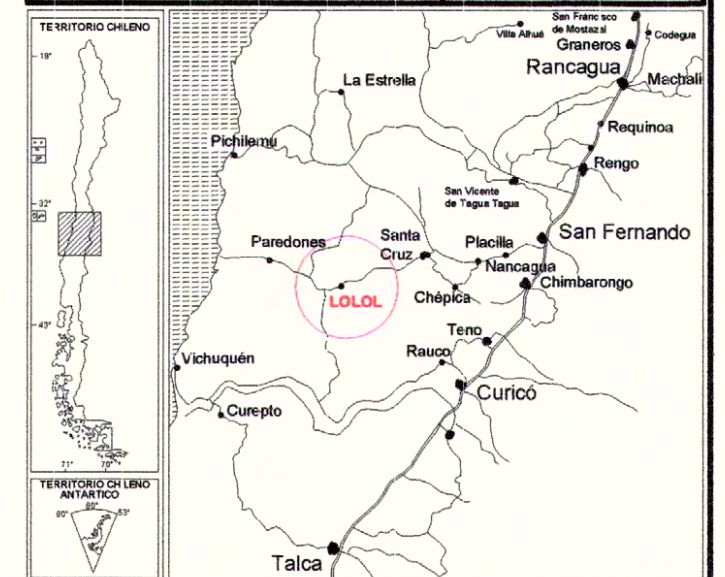 TERRITORIO CHILENO
18°
32°
43°
71°
70°
TERRITORIO CHILENO
ANTARTICO
90°
80°
53°
San Francisco
de Mostazal
Villa Alhué
Codegua
Graneros
Rancagua
Machalí
La Estrella
Requinoa
Pichilemu
Rengo
San Vicente
de Tagua Tagua
San Fernando
Paredones
Santa
Cruz
Placilla
Nancagua
Chimbarongo
Chépica
LOLOL
Teno
Rauco
Vichuquén
Curicó
Curepto
Talca